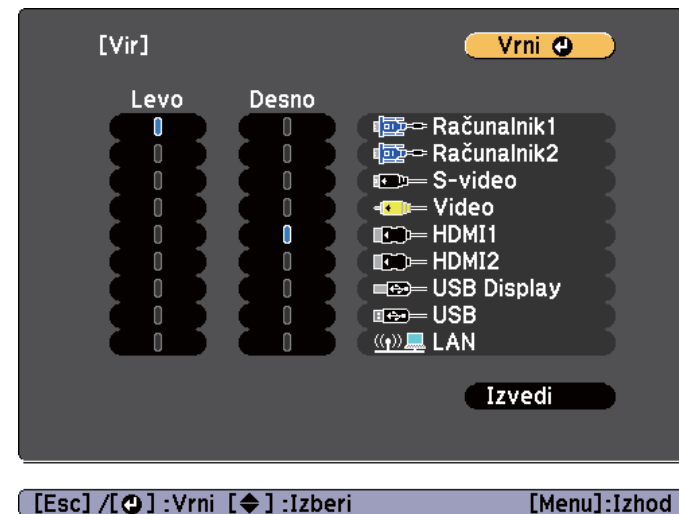 [Vir] Vrni
Levo Desno
Računalnik1
Računalnik2
S-video
Video
HDMI1
HDMI2
USB Display
USB
LAN
Izvedi
[Esc] /[ ] :Vrni [ ] :Izberi [Menu]:Izhod